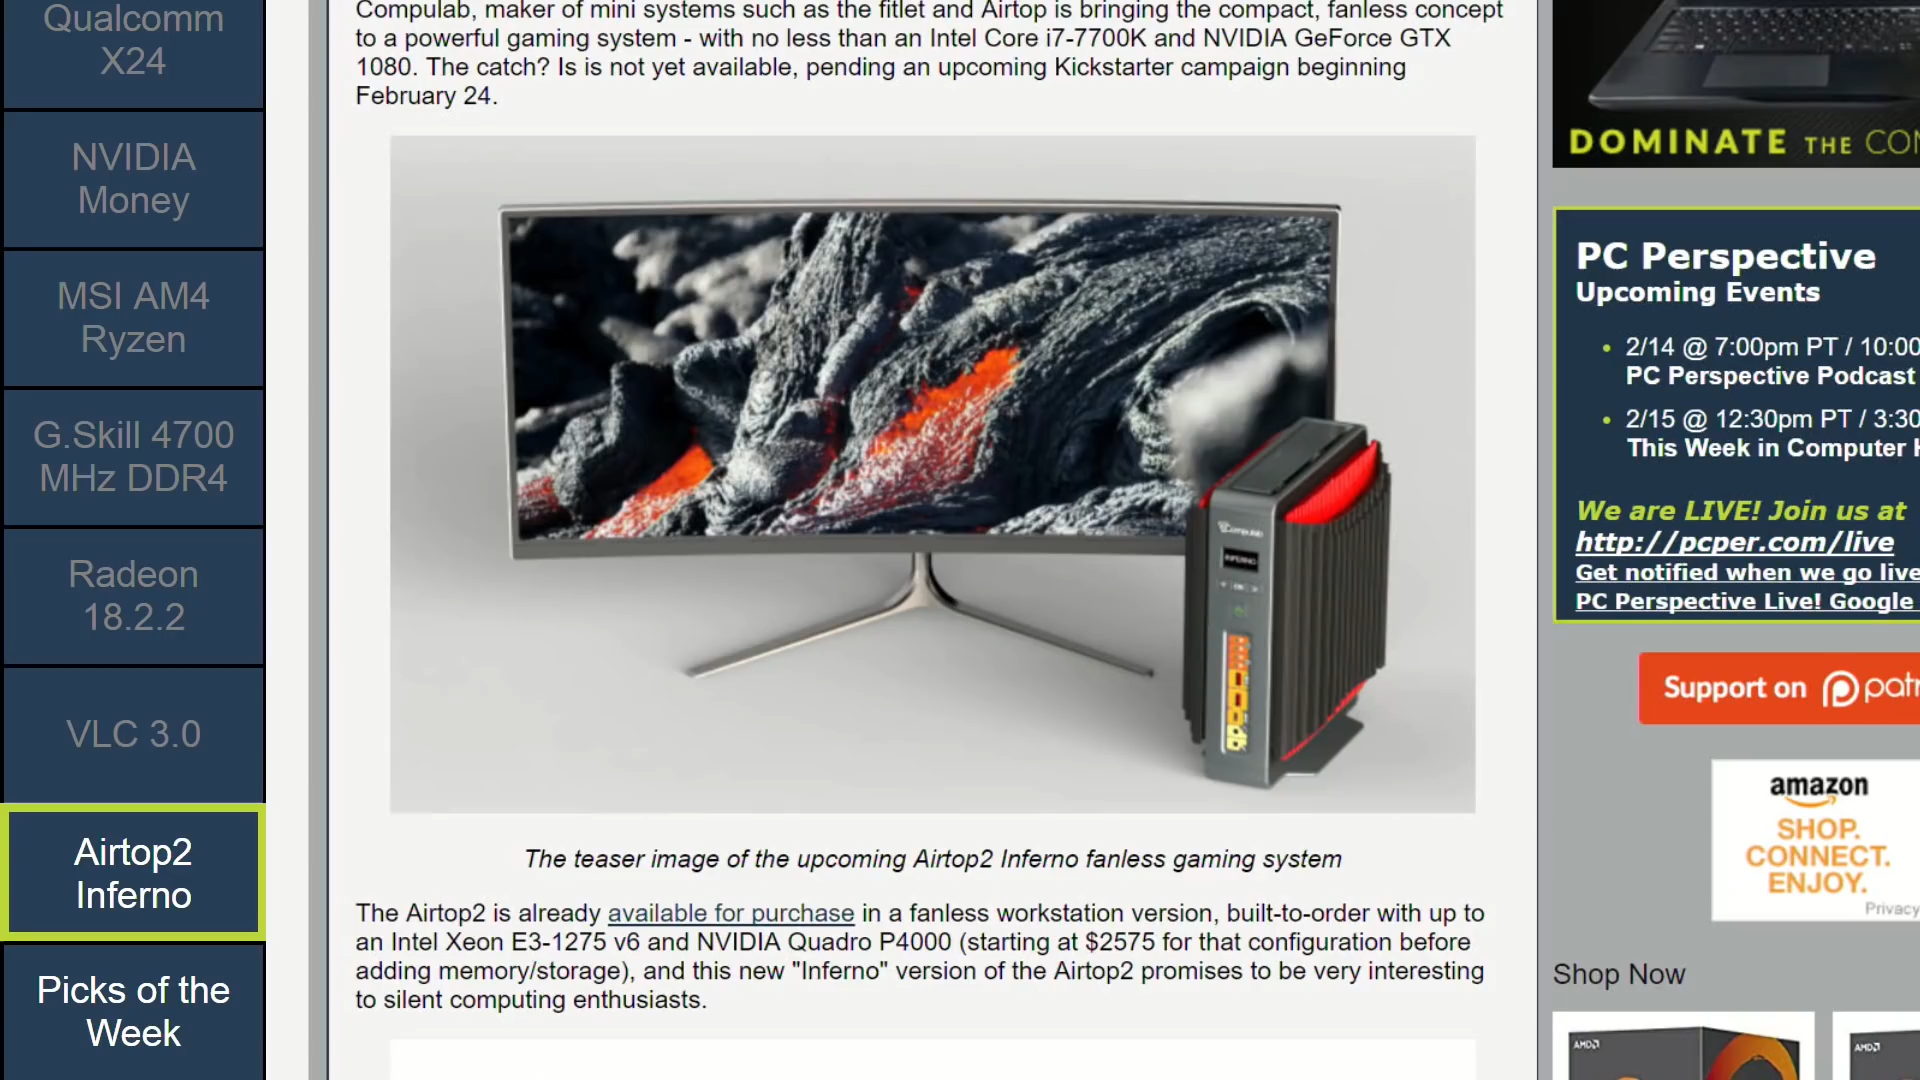 Qualcomm
X24
NVIDIA
Money
MSI AM4
Ryzen
G.Skill 4700
MHz DDR4
Radeon
18.2.2
VLC 3.0
Airtop2
Inferno
Picks of the
Week
Compulab, maker of mini systems such as the fitlet and Airtop is bringing the compact, fanless concept
to a powerful gaming system - with no less than an Intel Core i7-7700K and NVIDIA GeForce GTX
1080. The catch? Is is not yet available, pending an upcoming Kickstarter campaign beginning
February 24.
INFERNO
The teaser image of the upcoming Airtop2 Inferno fanless gaming system
The Airtop2 is already available for purchase in a fanless workstation version, built-to-order with up to
an Intel Xeon E3-1275 v6 and NVIDIA Quadro P4000 (starting at $2575 for that configuration before
adding memory/storage), and this new "Inferno" version of the Airtop2 promises to be very interesting
to silent computing enthusiasts.
DOMINATE THE
PC Perspective
Upcoming Events
• 2/14 @ 7:00pm PT / 10:00
PC Perspective Podcast
• 2/15 @ 12:30pm PT / 3:30
This Week in Computer
We are LIVE! Join us at
http://pcper.com/live
Get notified when we go live
PC Perspective Live! Google
Support on
amazon
SHOP.
CONNECT.
ENJOY.
Privacy
Shop Now
AMD
AMD